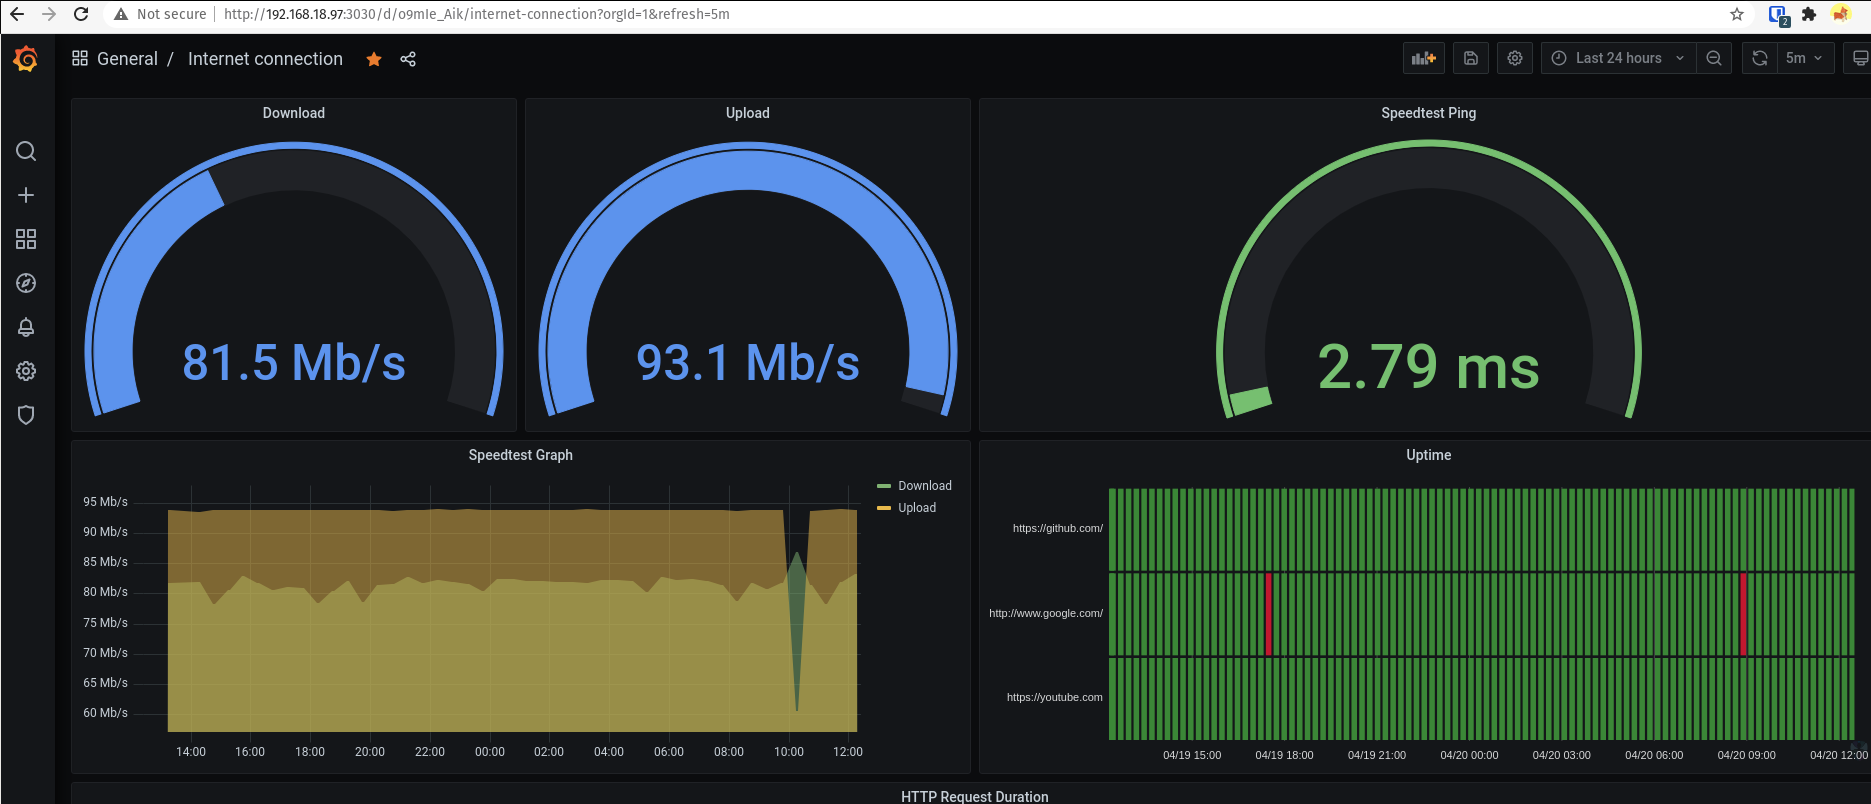 Not secure http://192.168.18.97:3030/d/o9mIe_Aik/internet-connection?orgId=1&refresh=5m
2
General / Internet connection
Last 24 hours
5m
Download
Upload
Speedtest Ping
81.5 Mb/s
93.1 Mb/s
2.79 ms
Speedtest Graph
95 Mb/s
90 Mb/s
85 Mb/s
80 Mb/s
75 Mb/s
70 Mb/s
65 Mb/s
60 Mb/s
14:00 16:00 18:00 20:00 22:00 00:00 02:00 04:00 06:00 08:00 10:00 12:00
Download
Upload
Uptime
https://github.com/
http://www.google.com/
https://youtube.com
04/19 15:00 04/19 18:00 04/19 21:00 04/20 00:00 04/20 03:00 04/20 06:00 04/20 09:00 04/20 12:00
HTTP Request Duration